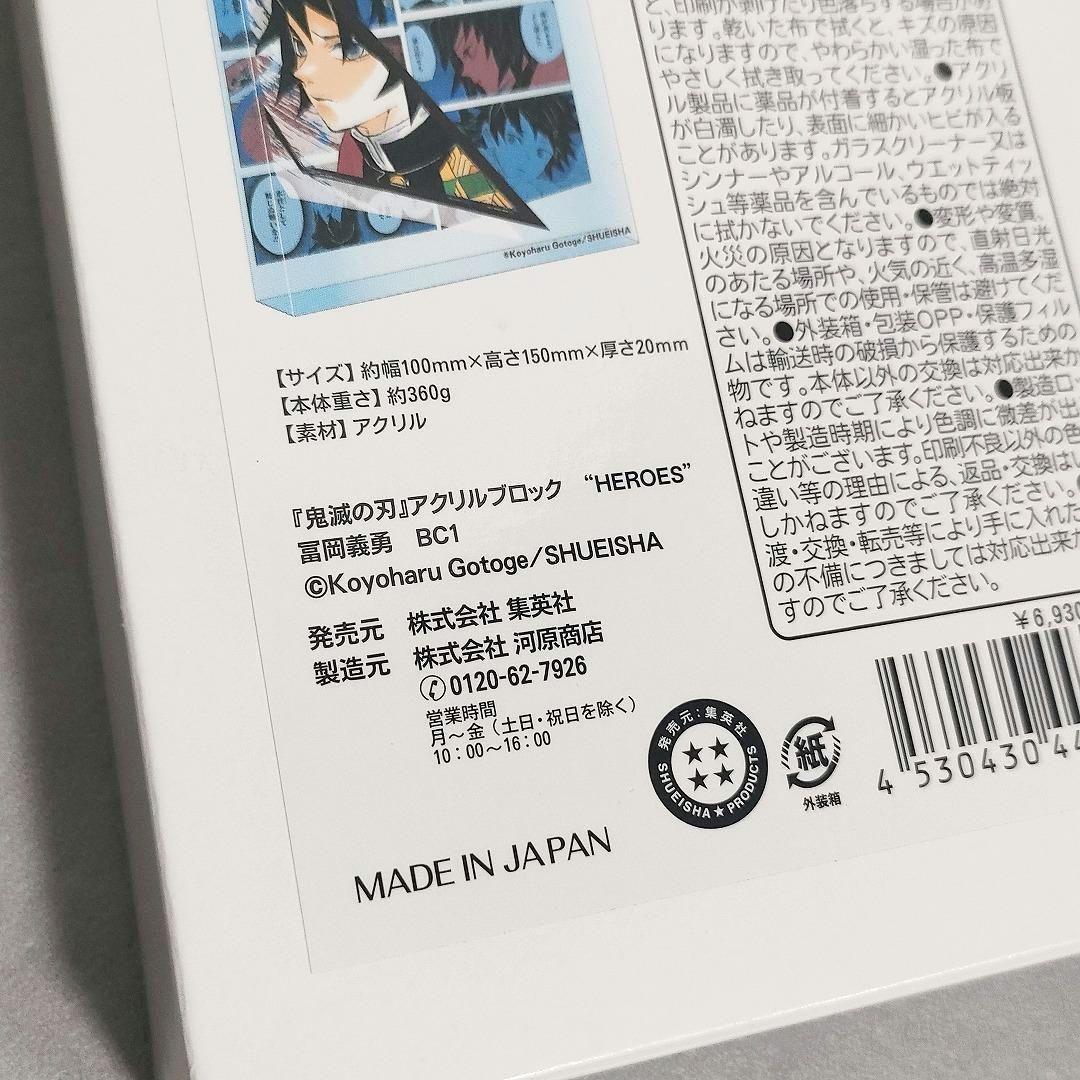 ©Koyoharu Gotoge/SHUEISHA
【サイズ】約幅100mm×高さ150mm×厚さ20mm
【本体重さ】約360g
【素材】アクリル
『鬼滅の刃』アクリルブロック “HEROES”
冨岡義勇 BC1
©Koyoharu Gotoge/SHUEISHA
発売元 株式会社 集英社
製造元 株式会社 河原商店
0120-62-7926
営業時間
月～金（土日・祝日を除く）
10：00～16：00
MADE IN JAPAN
と、印刷が剥げたり色落ちする場合があ
ります。乾いた布で拭くと、キズの原因
になりますので、やわらかい湿った布で
やさしく拭き取ってください。●アクリ
ル製品に薬品が付着するとアクリル板
が白濁したり、表面に細かいヒビが入る
ことがあります。ガラスクリーナー又は
シンナーやアルコール、ウエットティッ
シュ等薬品を含んでいるものでは絶対
に拭かないでください。●変形や変質、
火災の原因となりますので、直射日光
のあたる場所や、火気の近く、高温多湿
になる場所での使用・保管は避けてくだ
さい。●外装箱・包装OPP・保護フィル
ムは輸送時の破損から保護するための
物です。本体以外の交換は対応出来か
ねますのでご了承ください。●製造ロッ
トや製造時期により色調に微差が出
ことがございます。印刷不良以外の色
違い等の理由による、返品・交換はい
しかねますのでご了承ください。
渡・交換・転売等により手に入れた
の不備につきましては対応出来か
すのでご了承ください。
¥6,930
4 530430 44
発売元：集英社
SHUEISHA★PRODUCTS
紙
外装箱